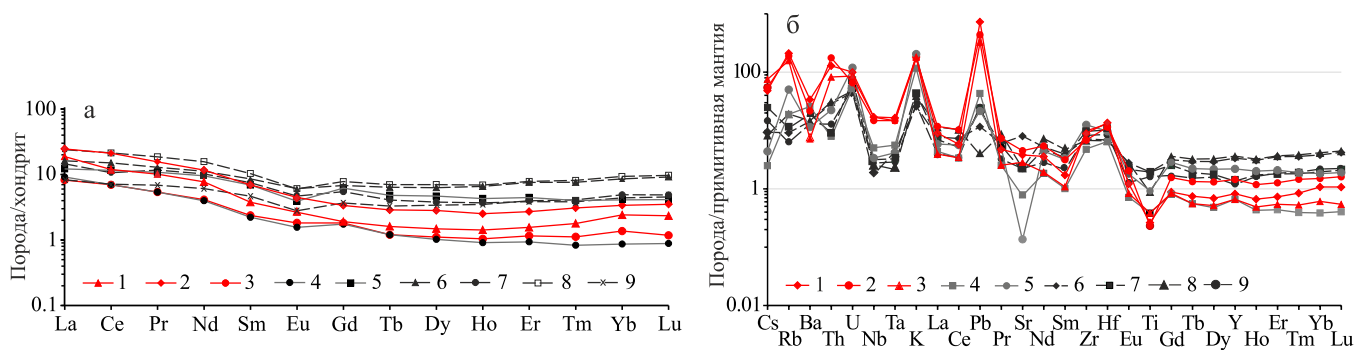 а
Порода/хондрит
100
10
1
0.1
1 2 3 4 5 6 7 8 9
La Ce Pr Nd Sm Eu Gd Tb Dy Ho Er Tm Yb Lu
б
Порода/примитивная мантия
100
1
0.01
1 2 3 4 5 6 7 8 9
Cs Ba U Ta La Pb Sr Sm Hf Ti Tb Y Er Yb
Rb Th Nb K Ce Pr Nd Zr Eu Gd Dy Ho Tm Lu